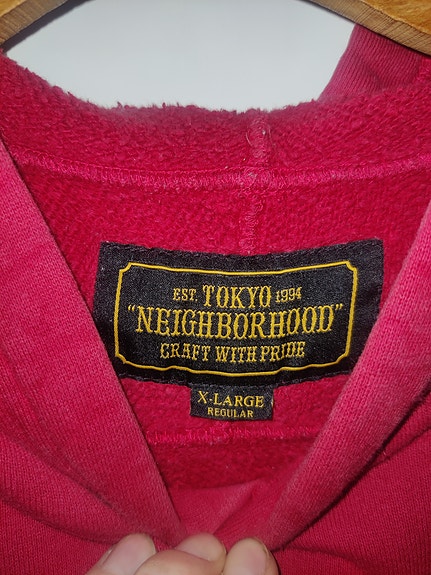 EST. TOKYO 1994
"NEIGHBORHOOD"
CRAFT WITH PRIDE
X-LARGE
REGULAR